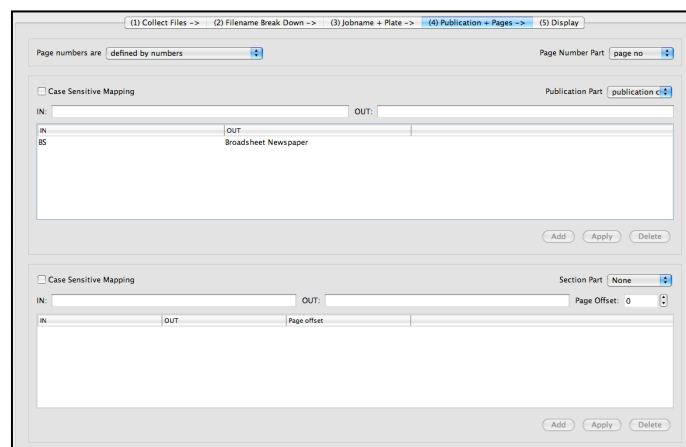 (1) Collect Files -> (2) Filename Break Down -> (3) Jobname + Plate -> (4) Publication + Pages -> (5) Display
Page numbers are defined by numbers Page Number Part page no
Case Sensitive Mapping Publication Part publication c
IN: OUT:
IN OUT
BS Broadsheet Newspaper
Add Apply Delete
Case Sensitive Mapping Section Part None
IN: OUT: Page Offset: 0
IN OUT Page offset
Add Apply Delete